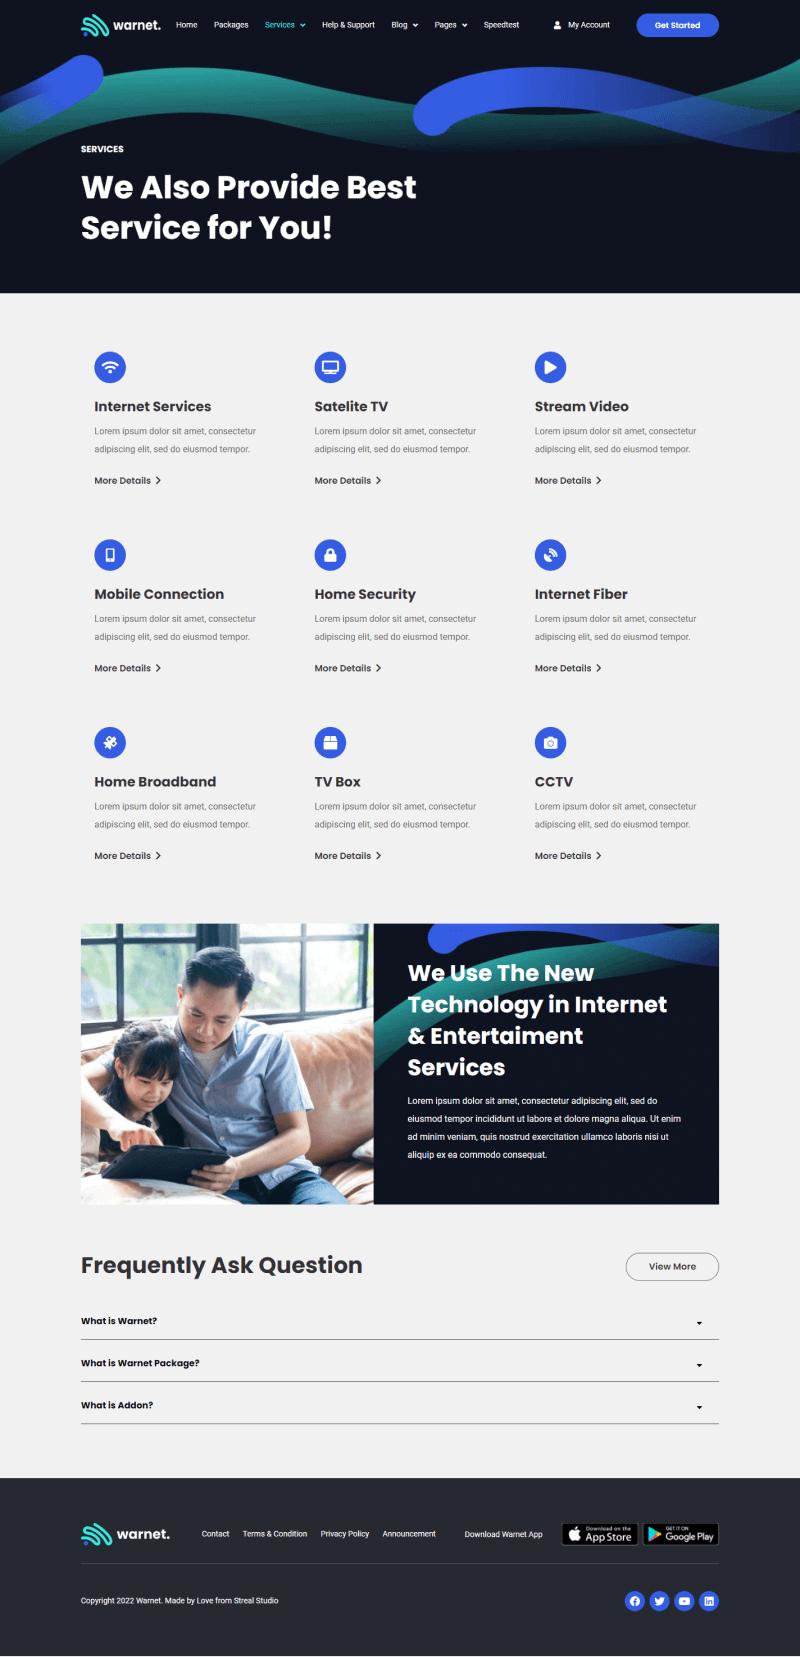 warnet.
Home
Packages
Services
Help & Support
Blog
Pages
Speedtest
My Account
Get Started
SERVICES
We Also Provide Best
Service for You!
Internet Services
Lorem ipsum dolor sit amet, consectetur
adipiscing elit, sed do eiusmod tempor.
More Details
Satelite TV
Lorem ipsum dolor sit amet, consectetur
adipiscing elit, sed do eiusmod tempor.
More Details
Stream Video
Lorem ipsum dolor sit amet, consectetur
adipiscing elit, sed do eiusmod tempor.
More Details
Mobile Connection
Lorem ipsum dolor sit amet, consectetur
adipiscing elit, sed do eiusmod tempor.
More Details
Home Security
Lorem ipsum dolor sit amet, consectetur
adipiscing elit, sed do eiusmod tempor.
More Details
Internet Fiber
Lorem ipsum dolor sit amet, consectetur
adipiscing elit, sed do eiusmod tempor.
More Details
Home Broadband
Lorem ipsum dolor sit amet, consectetur
adipiscing elit, sed do eiusmod tempor.
More Details
TV Box
Lorem ipsum dolor sit amet, consectetur
adipiscing elit, sed do eiusmod tempor.
More Details
CCTV
Lorem ipsum dolor sit amet, consectetur
adipiscing elit, sed do eiusmod tempor.
More Details
We Use The New
Technology in Internet
& Entertaiment
Services
Lorem ipsum dolor sit amet, consectetur adipiscing elit, sed do
eiusmod tempor incididunt ut labore et dolore magna aliqua. Ut enim
ad minim veniam, quis nostrud exercitation ullamco laboris nisi ut
aliquip ex ea commodo consequat.
Frequently Ask Question
View More
What is Warnet?
What is Warnet Package?
What is Addon?
warnet.
Contact
Terms & Condition
Privacy Policy
Announcement
Download Warnet App
Download on the
App Store
GET IT ON
Google Play
Copyright 2022 Warnet. Made by Love from Streal Studio